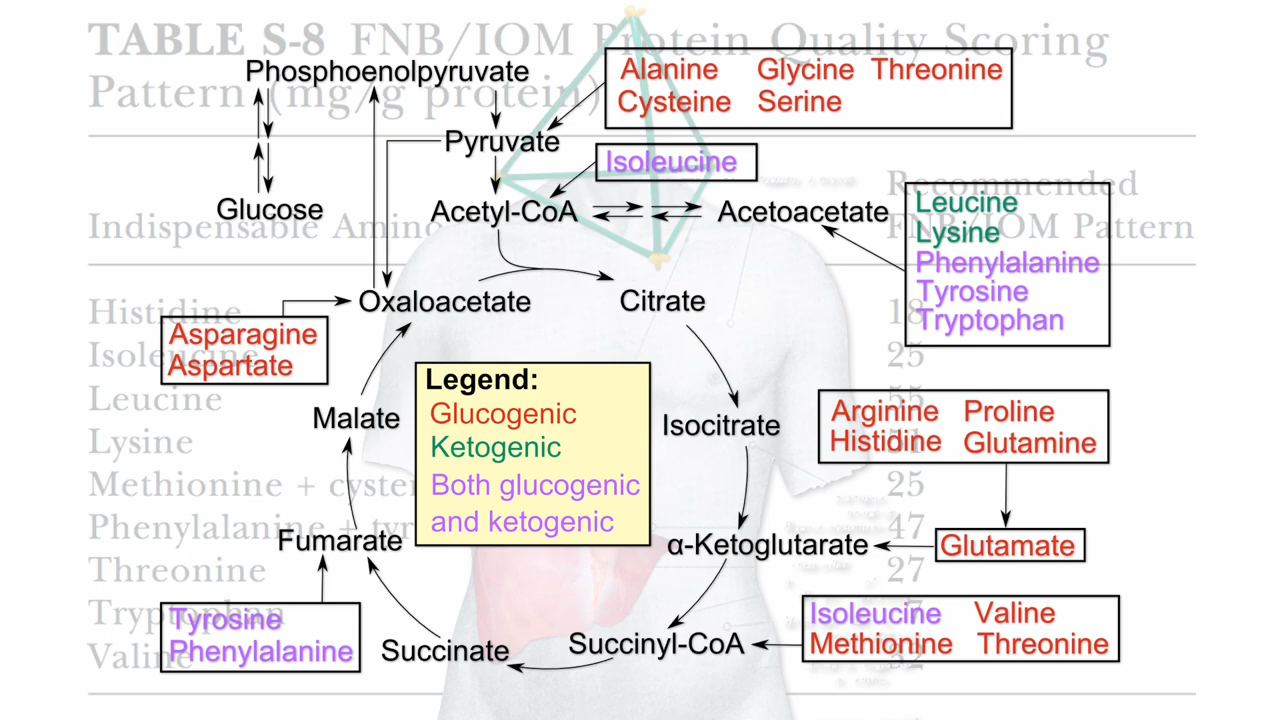 TABLE S-8 FNB/IOM Protein Quality Scoring
Pattern (mg/g protein)
Recommended
Indispensable Amino
FNB/IOM Pattern
Histidine 18
Isoleucine 25
Leucine 55
Lysine 51
Methionine + cyste
25
Phenylalanine + tyr
47
Threonine 27
Tryptophan 7
Valine 32
Phosphoenolpyruvate
Alanine Glycine Threonine
Cysteine Serine
Pyruvate
Isoleucine
Glucose
Acetyl-CoA
Acetoacetate
Leucine
Lysine
Phenylalanine
Tyrosine
Tryptophan
Oxaloacetate
Citrate
Asparagine
Aspartate
Legend:
Glucogenic
Ketogenic
Both glucogenic
and ketogenic
Malate
Isocitrate
Arginine Proline
Histidine Glutamine
Fumarate
α-Ketoglutarate
Glutamate
Tyrosine
Phenylalanine
Succinate
Succinyl-CoA
Isoleucine Valine
Methionine Threonine